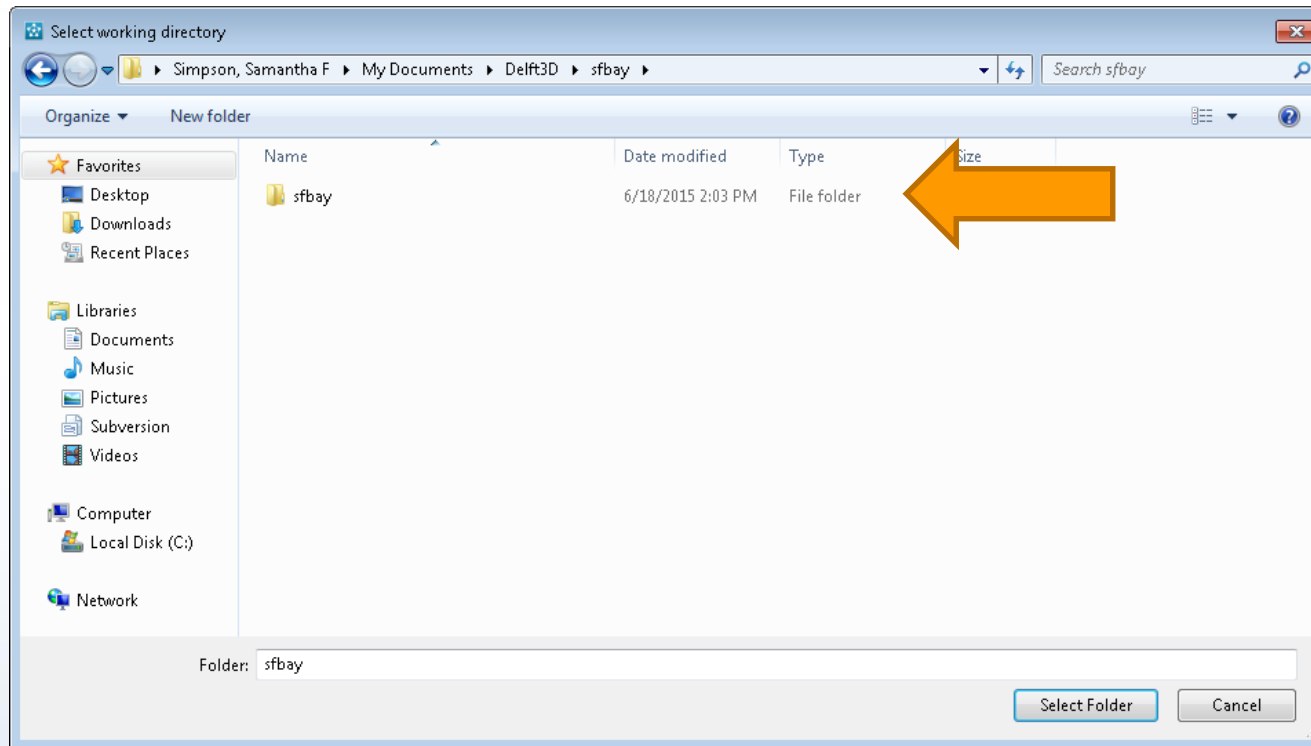 Select working directory
Simpson, Samantha F ▸ My Documents ▸ Delft3D ▸ sfbay ▸ Search sfbay
Organize New folder
Name Date modified Type Size
Favorites
Desktop
Downloads
Recent Places
Libraries
Documents
Music
Pictures
Subversion
Videos
Computer
Local Disk (C:)
Network
sfbay 6/18/2015 2:03 PM File folder
Folder: sfbay
Select Folder Cancel